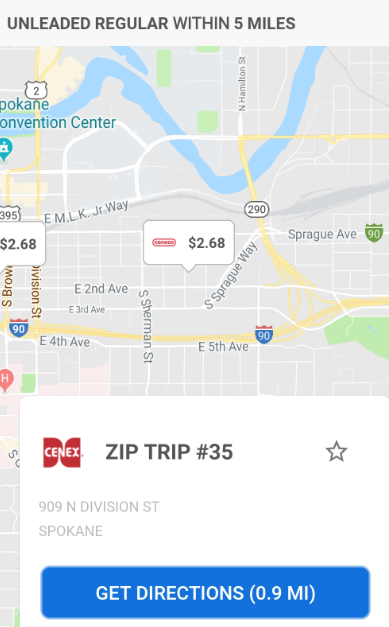 UNLEADED REGULAR WITHIN 5 MILES
2
N Hamilton St
pokane
onvention Center
395
E M.L.K. Jr Way
290
Sprague Ave
90
$2.68
conoco
$2.68
S Brow
ivision St
E 2nd Ave
S Sherman St
S Sprague Way
E 3rd Ave
90
E 4th Ave
E 5th Ave
90
H
CENEX
ZIP TRIP #35
909 N DIVISION ST
SPOKANE
GET DIRECTIONS (0.9 MI)